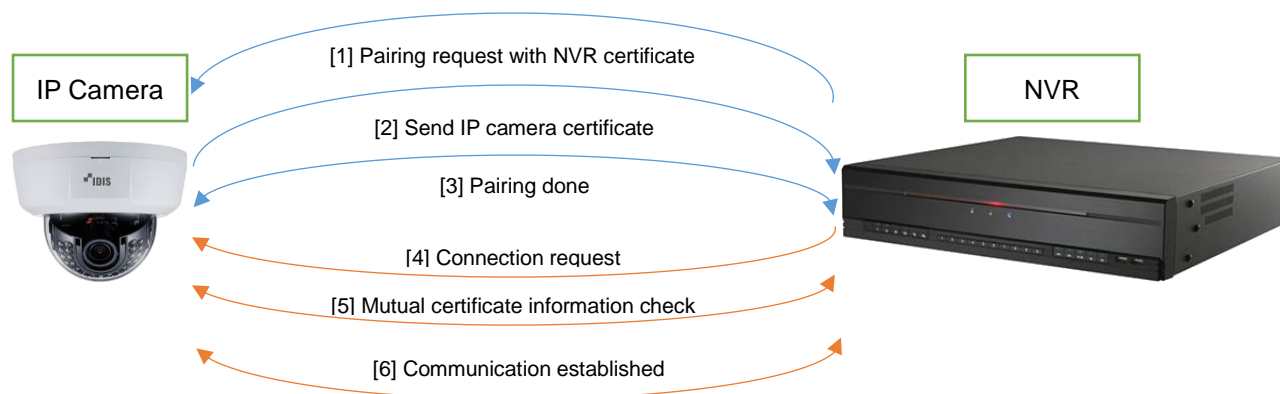 [1] Pairing request with NVR certificate
IP Camera
NVR
[2] Send IP camera certificate
IDIS
[3] Pairing done
[4] Connection request
[5] Mutual certificate information check
[6] Communication established